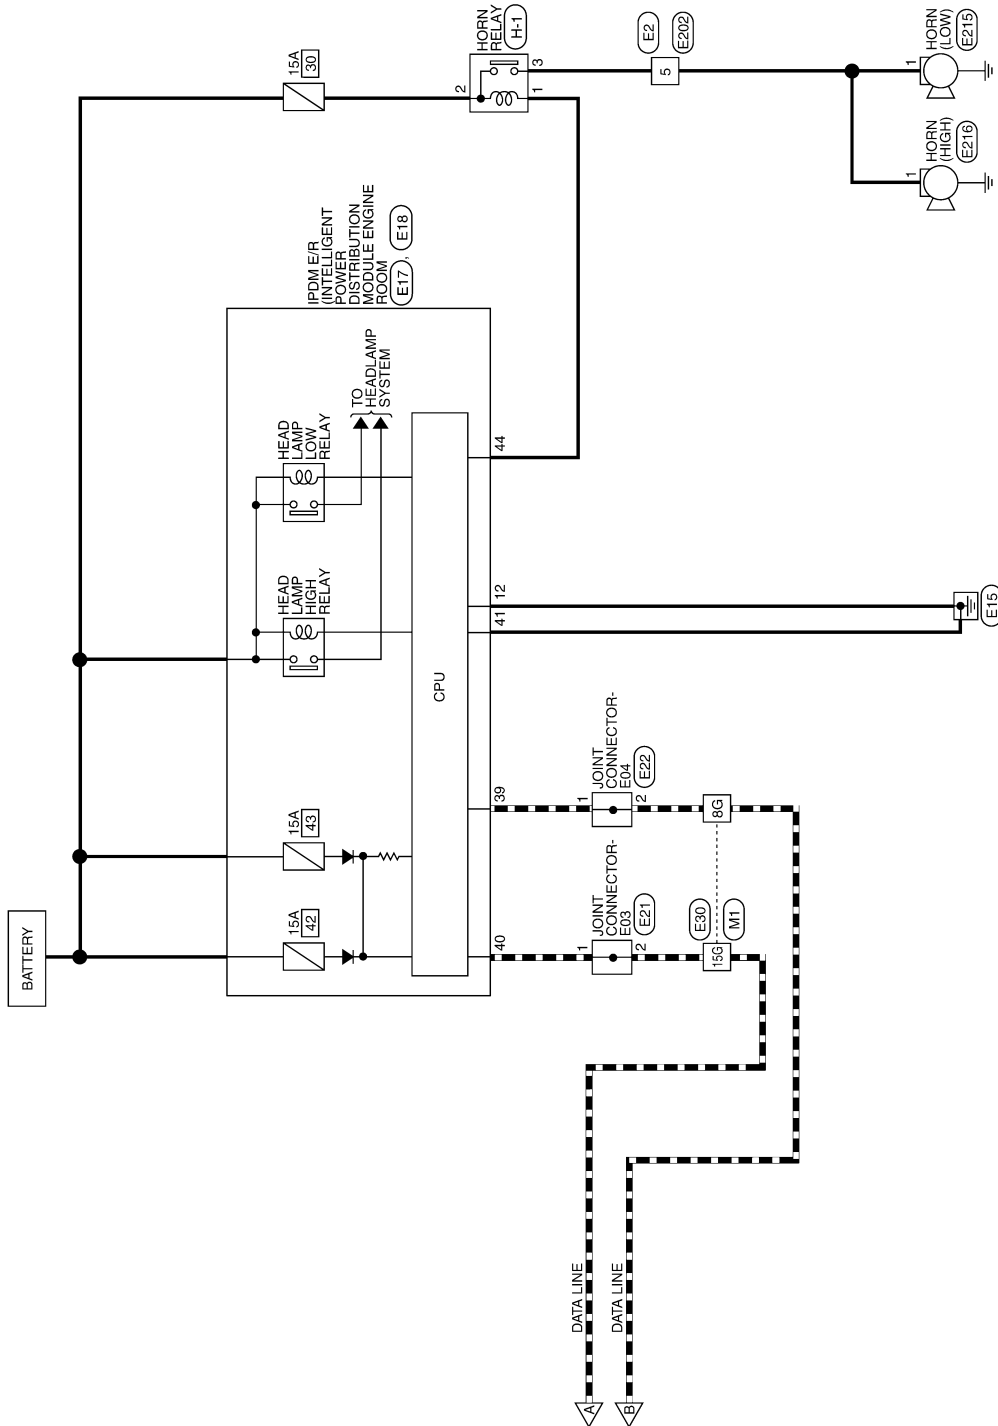 BATTERY
15A
42
15A
43
15A
30
HEAD
LAMP
HIGH
RELAY
HEAD
LAMP
LOW
RELAY
TO
HEADLAMP
SYSTEM
IPDM E/R
(INTELLIGENT
POWER
DISTRIBUTION
MODULE ENGINE
ROOM
E17 , E18
CPU
HORN
RELAY
H-1
2
1
3
40
39
41
12
44
JOINT
CONNECTOR-
E03
E21
1
2
JOINT
CONNECTOR-
E04
E22
1
2
E30
M1
15G
8G
E2
E202
5
DATA LINE
A
DATA LINE
B
E15
1
HORN
(HIGH)
E216
1
HORN
(LOW)
E215